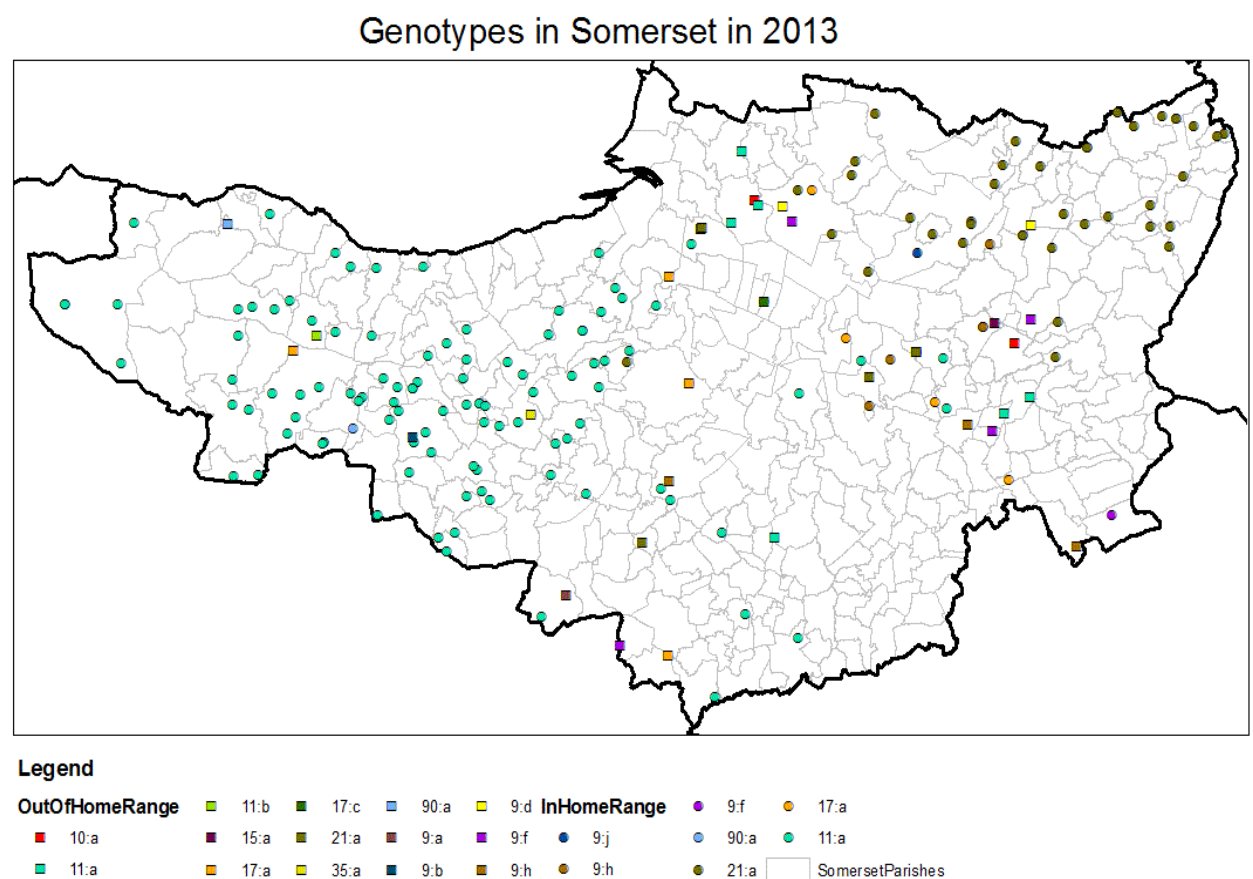 Genotypes in Somerset in 2013
Legend
OutOfHomeRange 11:b 17:c 90:a 9:d InHomeRange 9:f 17:a
10:a 15:a 21:a 9:a 9:f 9:j 90:a 11:a
11:a 17:a 35:a 9:b 9:h 9:h 21:a SomersetParishes